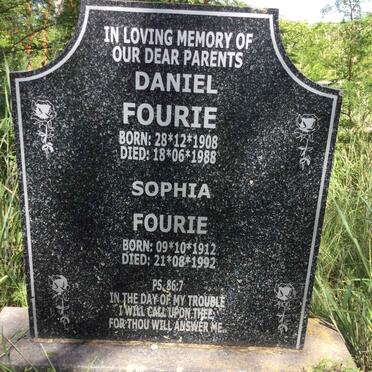 IN LOVING MEMORY OF
OUR DEAR PARENTS
DANIEL
FOURIE
BORN: 28*12*1908
DIED: 18*06*1988
SOPHIA
FOURIE
BORN: 09*10*1912
DIED: 21*08*1992
PS. 86:7
IN THE DAY OF MY TROUBLE
I WILL CALL UPON THEE,
FOR THOU WILL ANSWER ME.